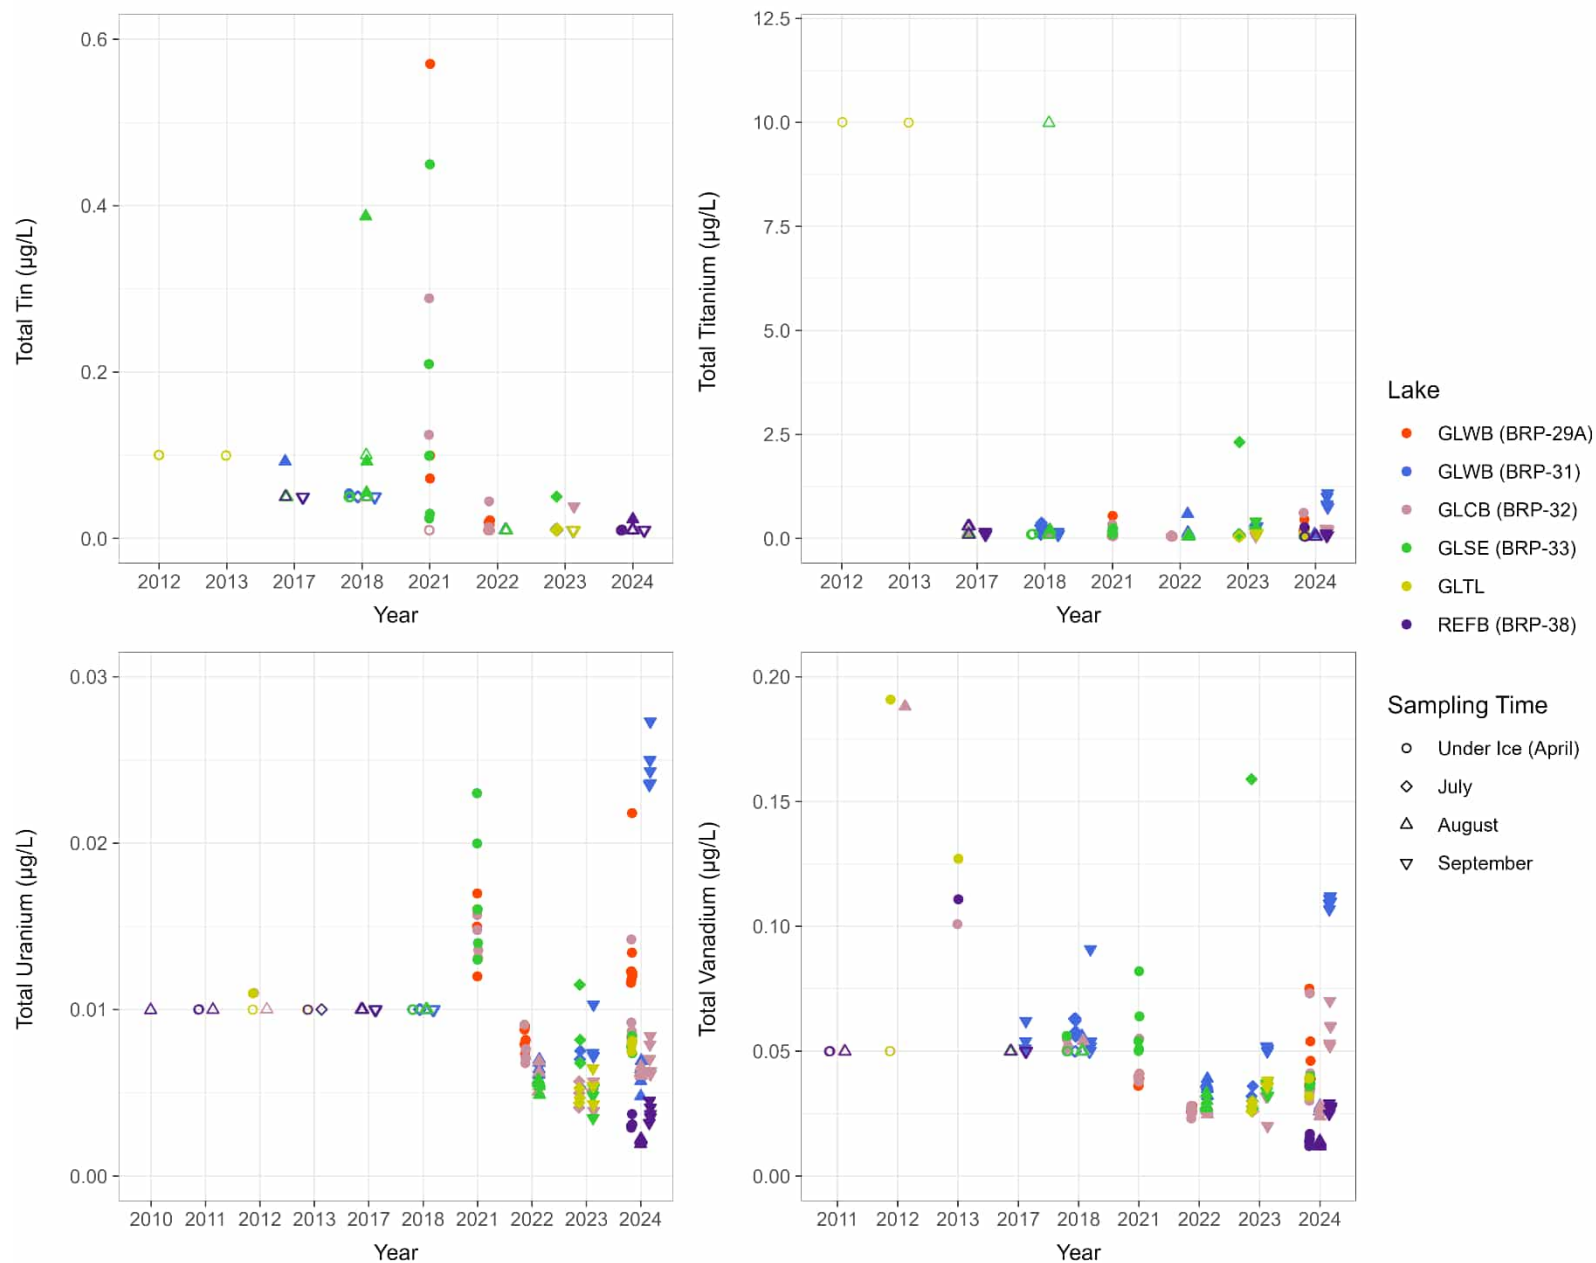 Total Tin (µg/L)
0.6
0.4
0.2
0.0
2012 2013 2017 2018 2021 2022 2023 2024
Year
Total Titanium (µg/L)
12.5
10.0
7.5
5.0
2.5
0.0
2012 2013 2017 2018 2021 2022 2023 2024
Year
Total Uranium (µg/L)
0.03
0.02
0.01
0.00
2010 2011 2012 2013 2017 2018 2021 2022 2023 2024
Year
Total Vanadium (µg/L)
0.20
0.15
0.10
0.05
0.00
2011 2012 2013 2017 2018 2021 2022 2023 2024
Year
Lake
GLWB (BRP-29A)
GLWB (BRP-31)
GLCB (BRP-32)
GLSE (BRP-33)
GLTL
REFB (BRP-38)
Sampling Time
Under Ice (April)
July
August
September